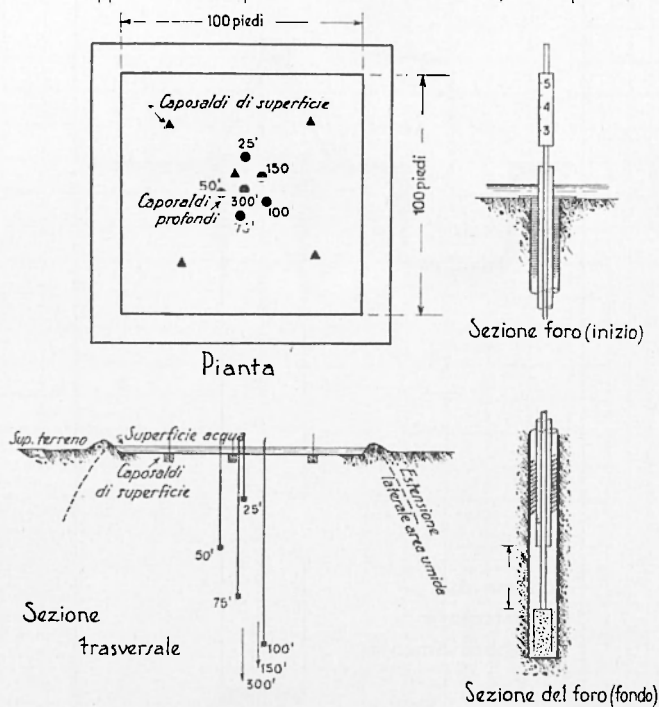 100 piedi
Caposaldi di superficie
25'
150
50'
Caposaldi
profondi
300'
100
75'
100 piedi
Pianta
5
4
3
Sezione foro (inizio)
Sup. terreno
Superficie acqua
Caposaldi
di superficie
Estensione
laterale area umida
25'
50'
75'
100'
150'
300'
Sezione
trasversale
Sezione del foro (fondo)